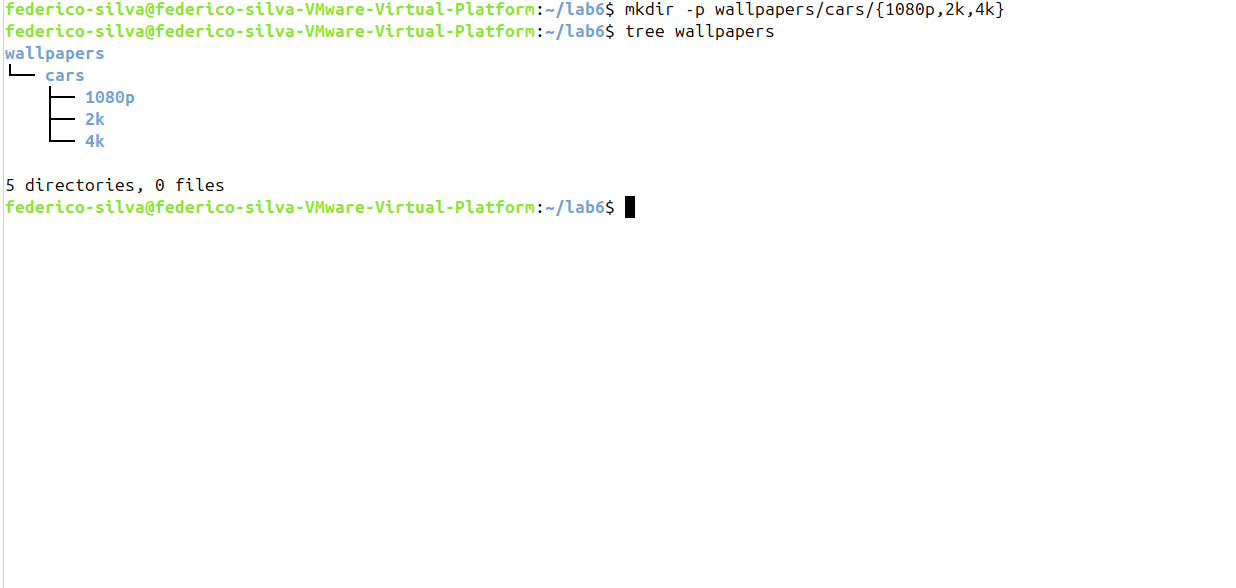 federico-silva@federico-silva-VMware-Virtual-Platform:~/lab6$ mkdir -p wallpapers/cars/{1080p,2k,4k}
federico-silva@federico-silva-VMware-Virtual-Platform:~/lab6$ tree wallpapers
wallpapers
└── cars
    ├── 1080p
    ├── 2k
    └── 4k

5 directories, 0 files
federico-silva@federico-silva-VMware-Virtual-Platform:~/lab6$